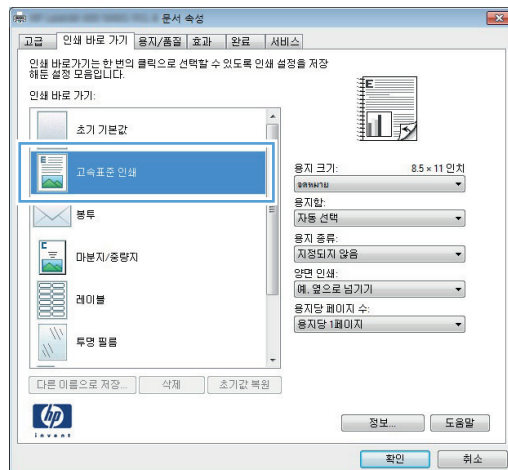 문서 속성
고급 인쇄 바로 가기 용지/품질 효과 완료 서비스
인쇄 바로가기는 한 번의 클릭으로 선택할 수 있도록 인쇄 설정을 저장
해둔 설정 모음입니다.
인쇄 바로 가기:
초기 기본값
고속표준 인쇄
봉투
마분지/중량지
레이블
투명 필름
용지 크기: 8.5 × 11 인치
จดหมาย
용지함:
자동 선택
용지 종류:
지정되지 않음
양면 인쇄:
예. 옆으로 넘기기
용지당 페이지 수:
용지당 1페이지
다른 이름으로 저장... 삭제 초기값 복원
hp
invent
정보... 도움말
확인 취소